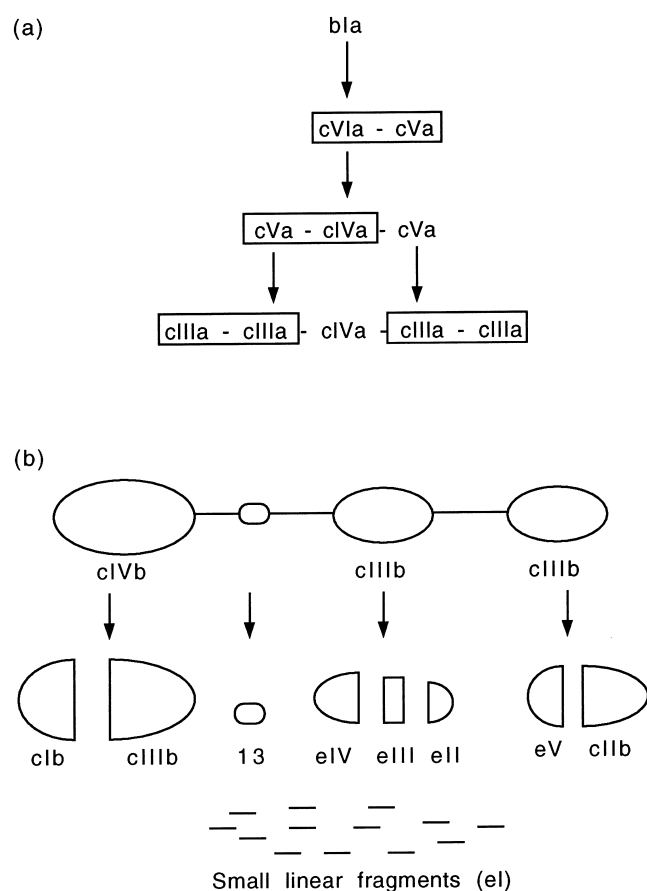 (a)
bIa
cVIa - cVa
cVa - cIVa - cVa
cIIIa - cIIIa - cIVa - cIIIa - cIIIa
(b)
cIVb cIIIb cIIIb
cIb cIIIb 13 eIV eIII eII eV cIIb
Small linear fragments (eI)